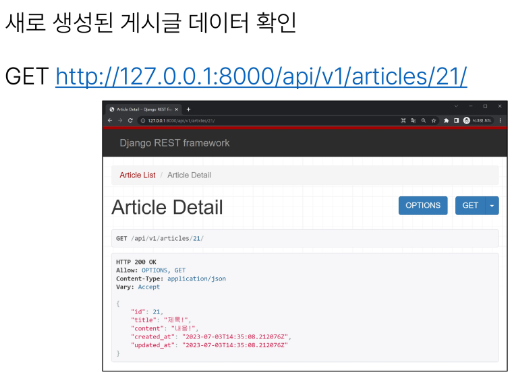 새로 생성된 게시글 데이터 확인
GET http://127.0.0.1:8000/api/v1/articles/21/
Article Detail - Django REST
127.0.0.1:8000/api/v1/articles/21/
Django REST framework
Article List / Article Detail
Article Detail
OPTIONS
GET
GET /api/v1/articles/21/
HTTP 200 OK
Allow: OPTIONS, GET
Content-Type: application/json
Vary: Accept
{
"id": 21,
"title": "제목!",
"content": "내용!",
"created_at": "2023-07-03T14:35:08.212076Z",
"updated_at": "2023-07-03T14:35:08.212076Z"
}